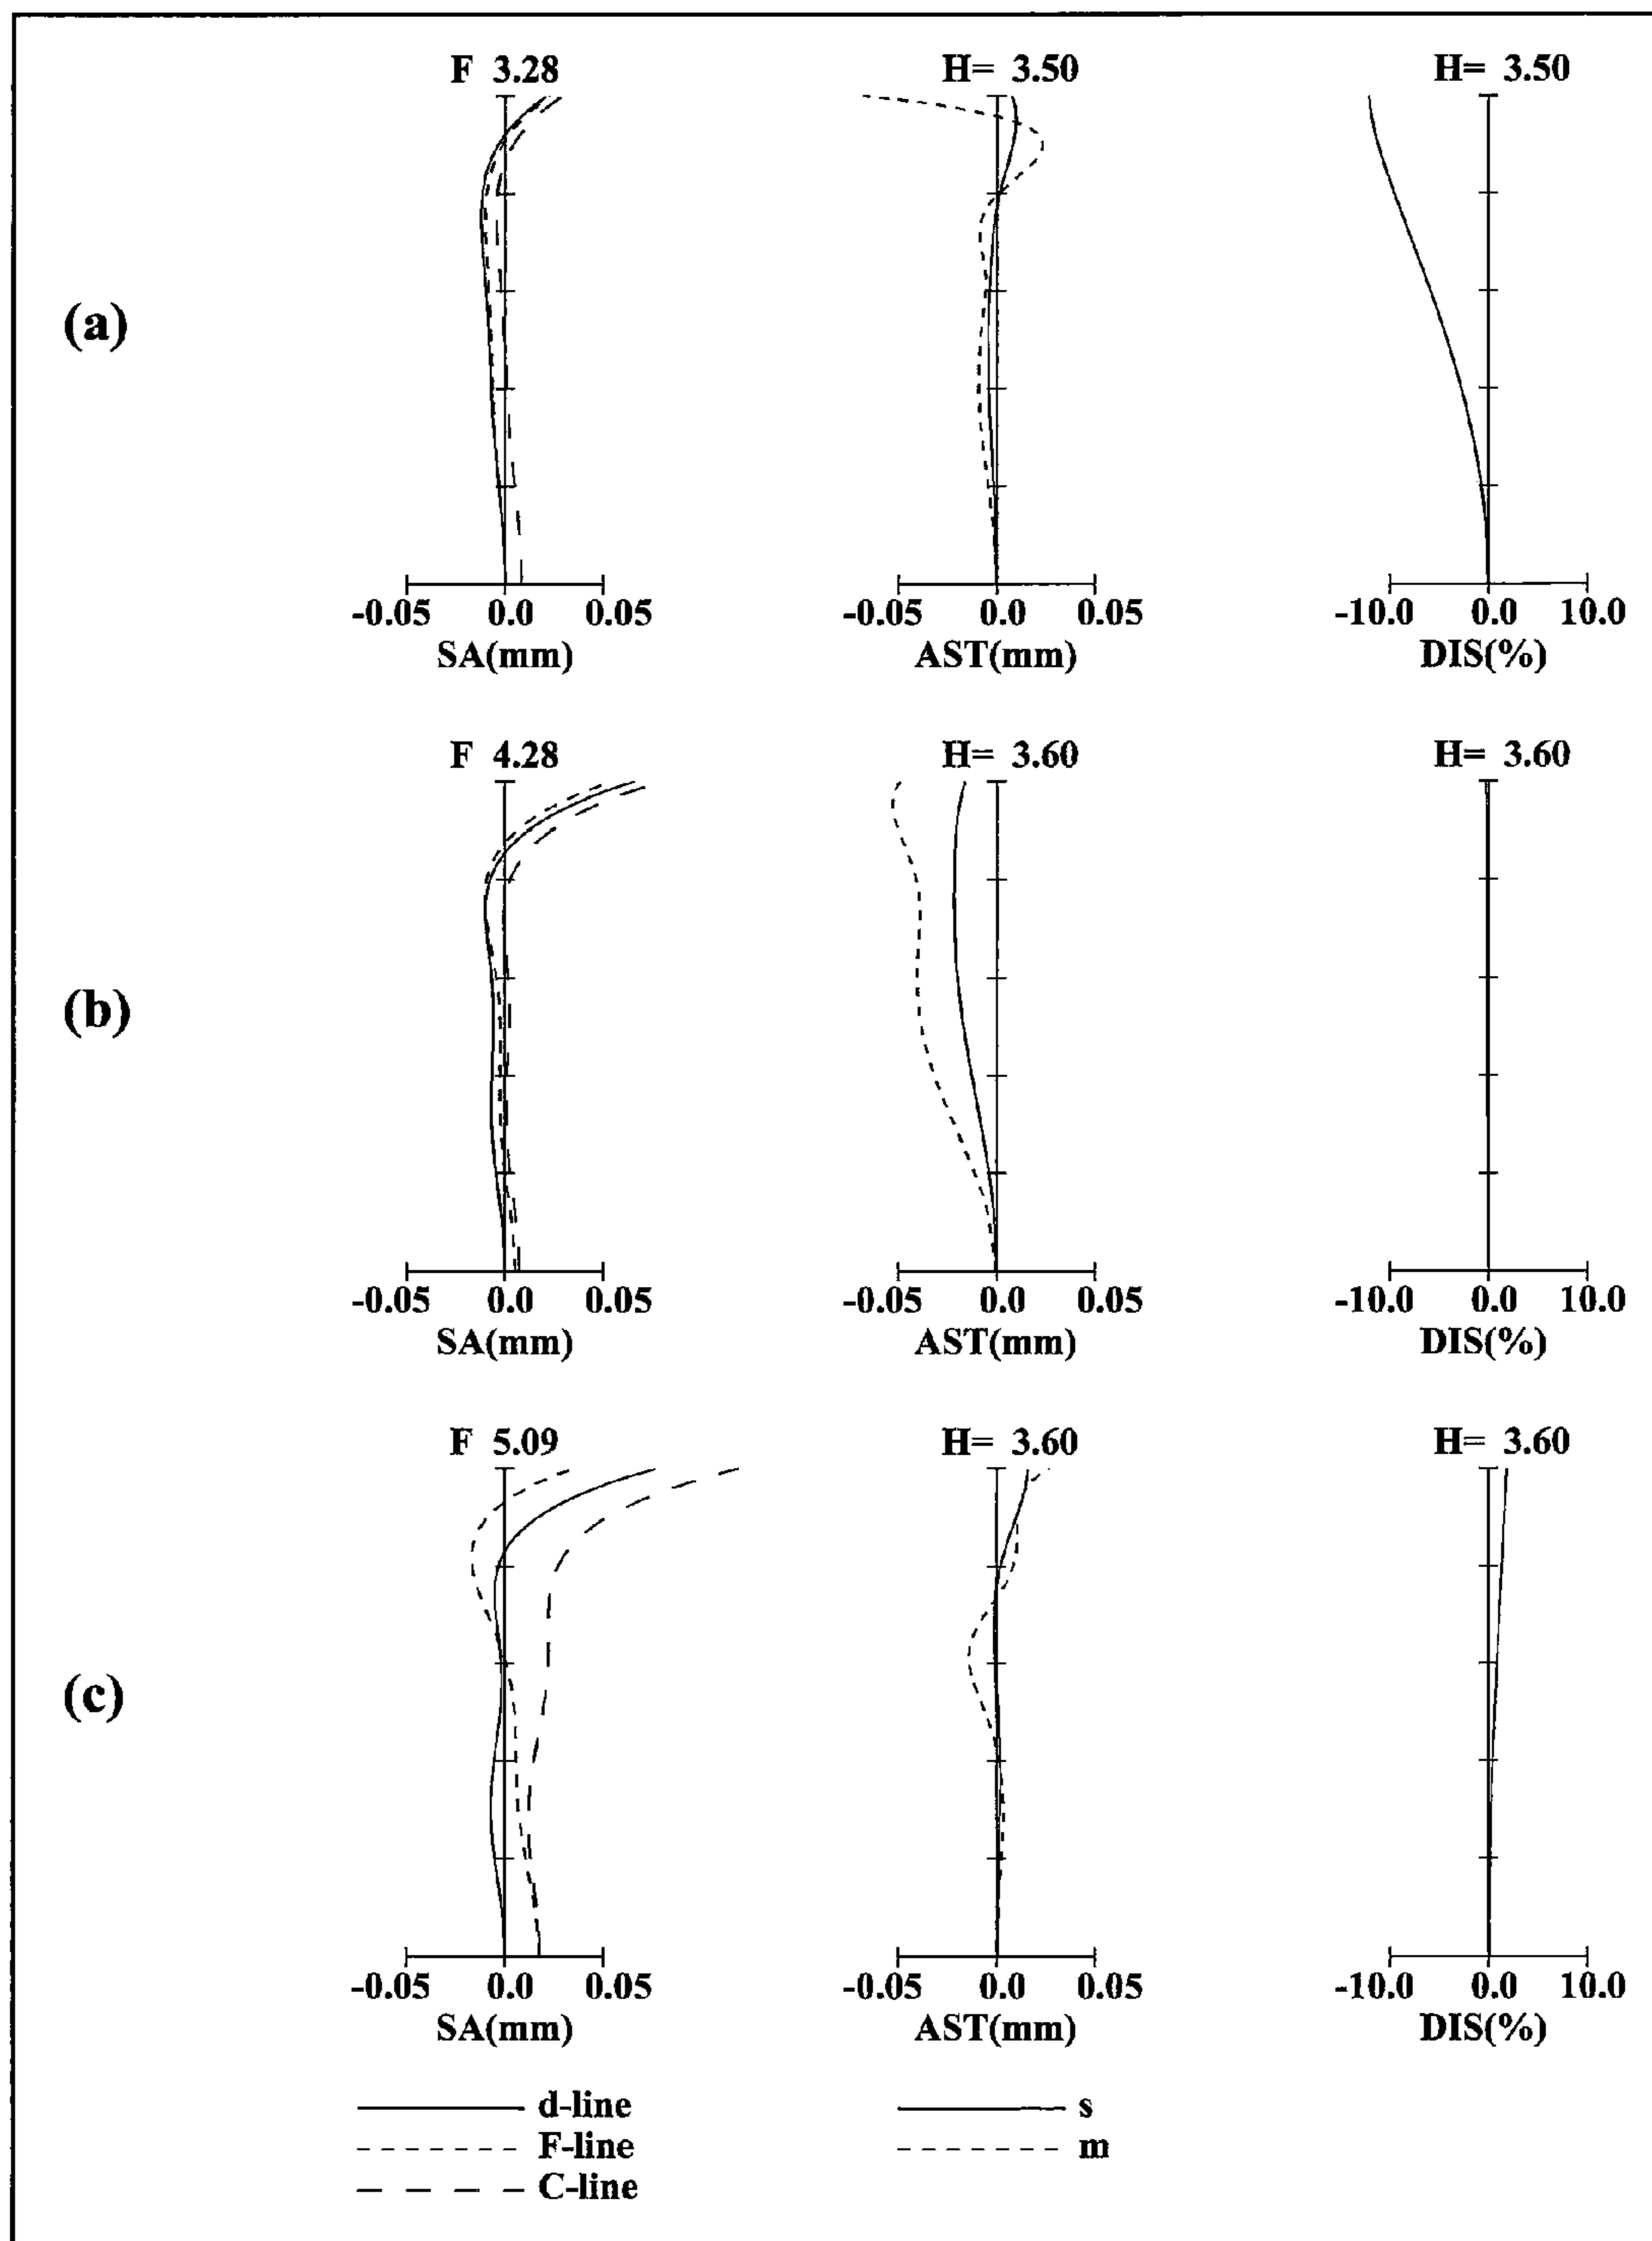 F 3.28 H= 3.50 H= 3.50
(a)
-0.05 0.0 0.05 -0.05 0.0 0.05 -10.0 0.0 10.0
SA(mm) AST(mm) DIS(%)
F 4.28 H= 3.60 H= 3.60
(b)
-0.05 0.0 0.05 -0.05 0.0 0.05 -10.0 0.0 10.0
SA(mm) AST(mm) DIS(%)
F 5.09 H= 3.60 H= 3.60
(c)
-0.05 0.0 0.05 -0.05 0.0 0.05 -10.0 0.0 10.0
SA(mm) AST(mm) DIS(%)
d-line s
F-line m
C-line